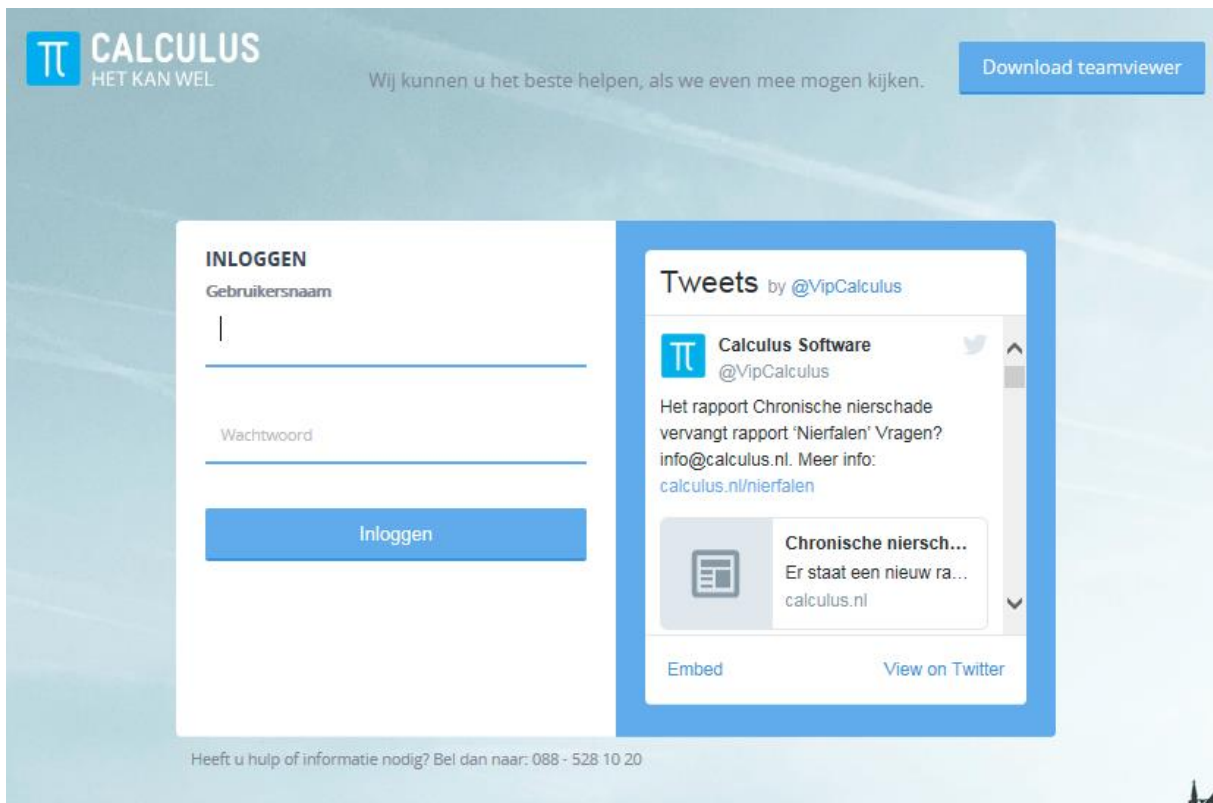 π CALCULUS
HET KAN WEL
Wij kunnen u het beste helpen, als we even mee mogen kijken.
Download teamviewer
INLOGGEN
Gebruikersnaam
Wachtwoord
Inloggen
Tweets by @VipCalculus
π Calculus Software
@VipCalculus
Het rapport Chronische nierschade
vervangt rapport ‘Nierfalen’ Vragen?
info@calculus.nl. Meer info:
calculus.nl/nierfalen
Chronische niersch...
Er staat een nieuw ra...
calculus.nl
Embed
View on Twitter
Heeft u hulp of informatie nodig? Bel dan naar: 088 - 528 10 20